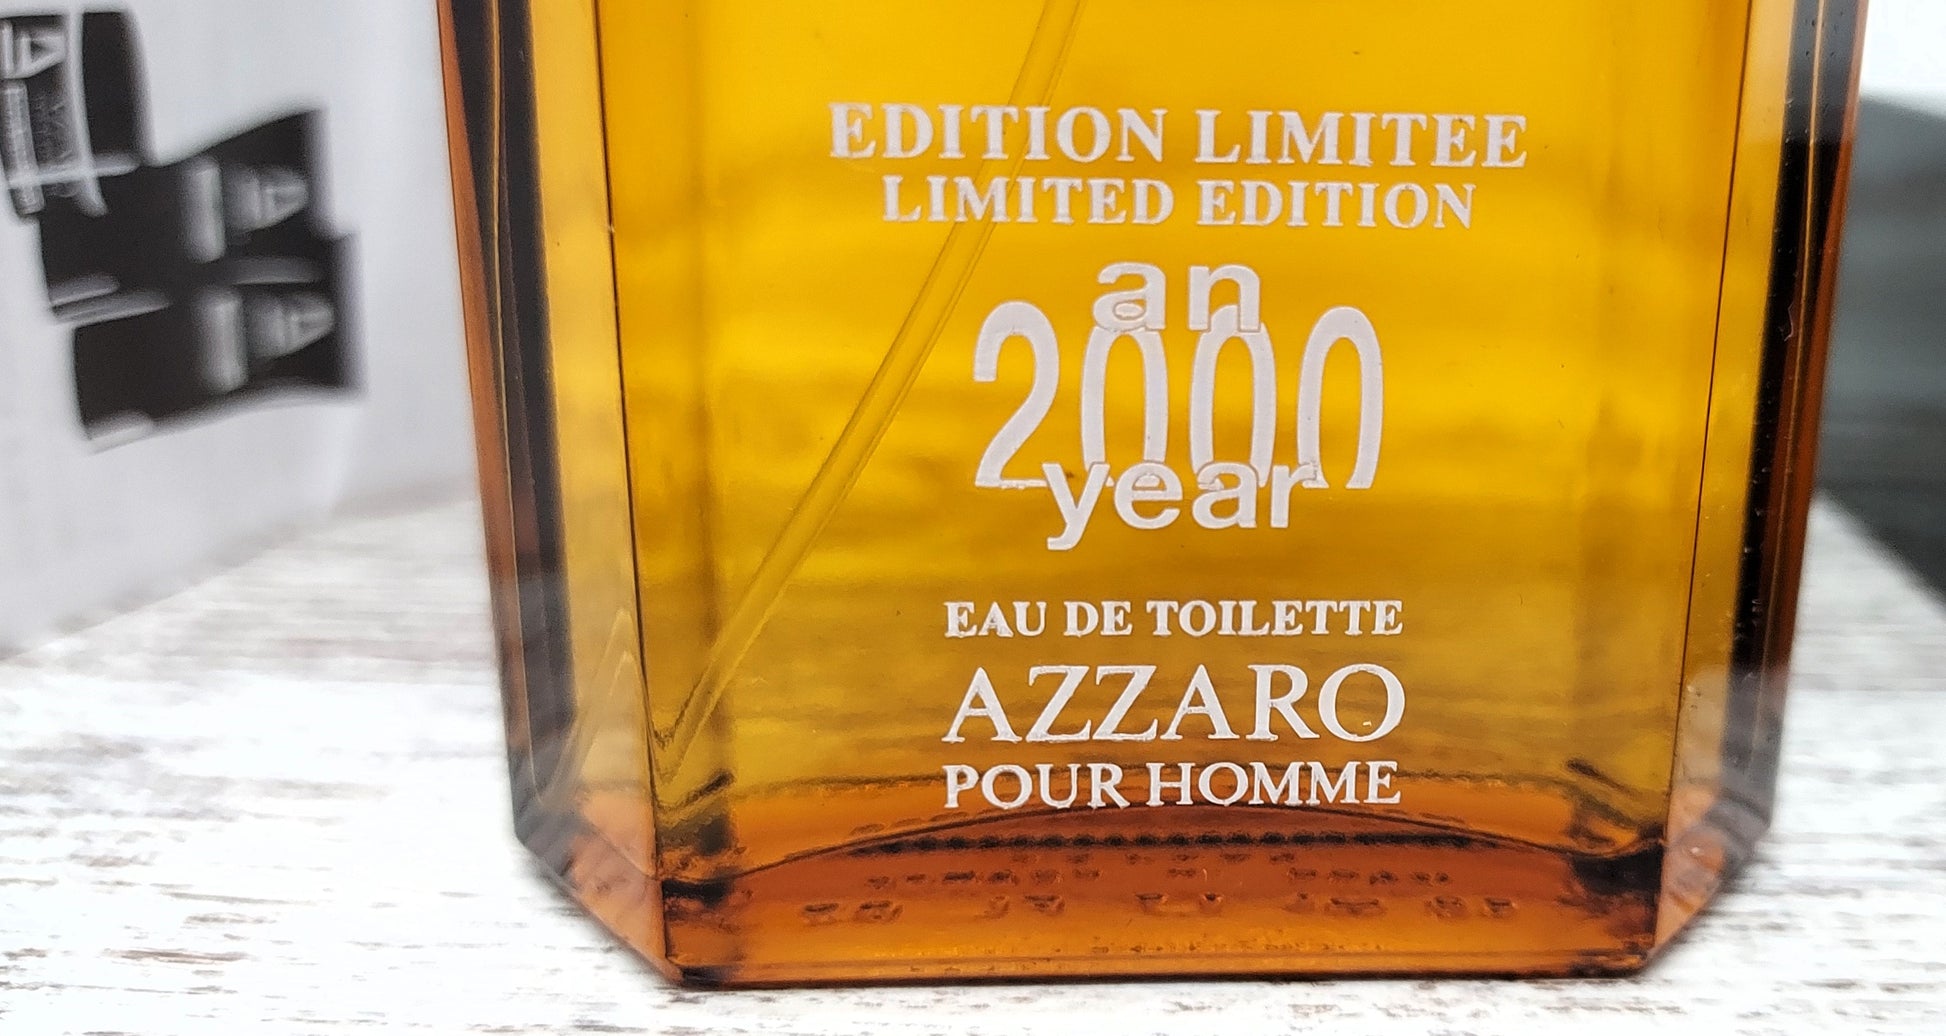 EDITION LIMITEE
LIMITED EDITION
an
2000
year
EAU DE TOILETTE
AZZARO
POUR HOMME